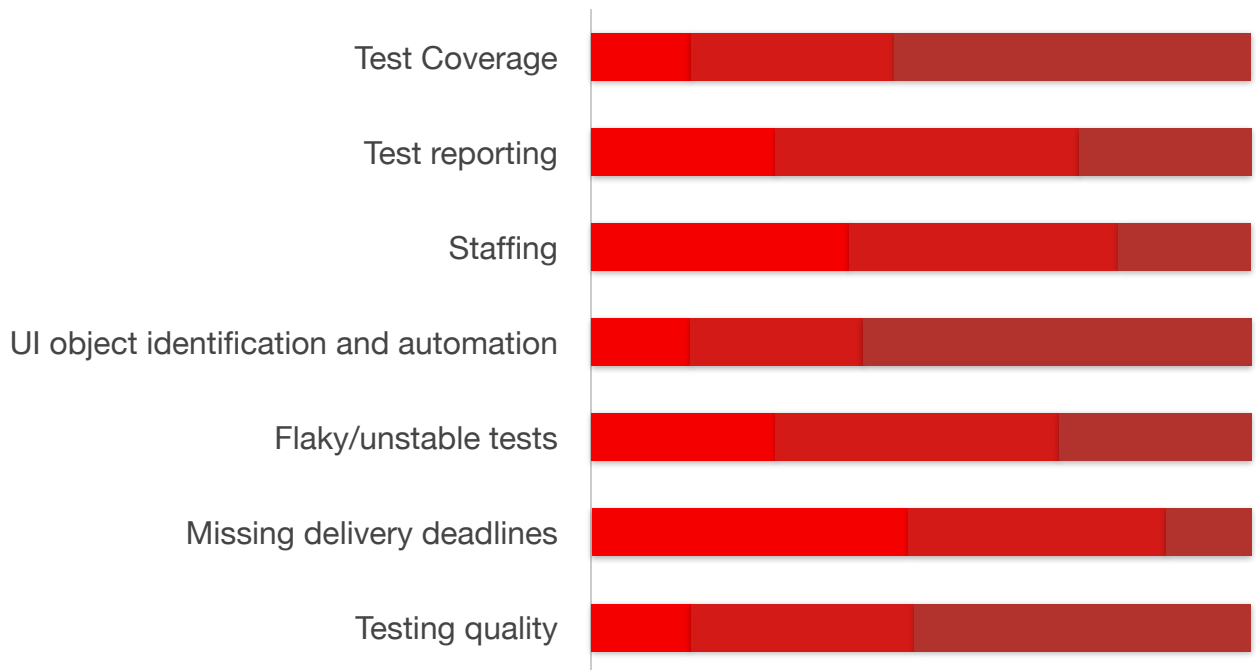 Test Coverage
Test reporting
Staffing
UI object identification and automation
Flaky/unstable tests
Missing delivery deadlines
Testing quality